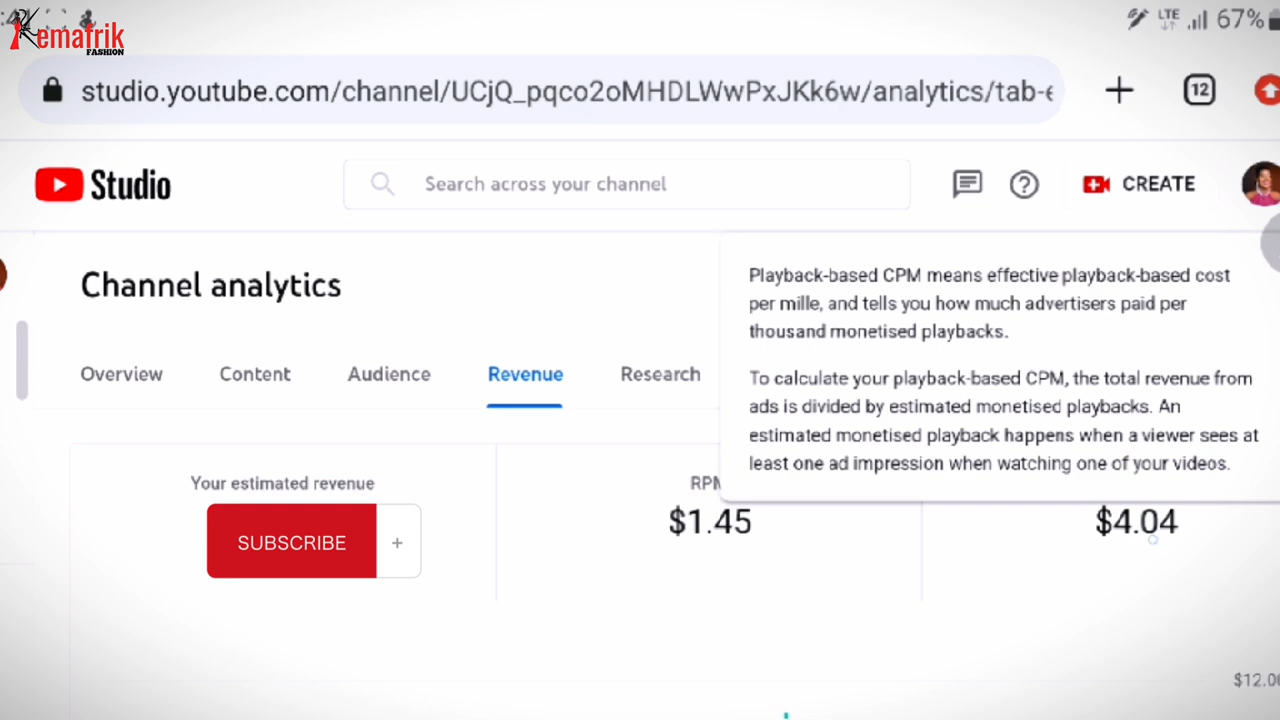 Kemafrik
FASHION
LTE
67%
studio.youtube.com/channel/UCjQ_pqco2oMHDLWwPxJKk6w/analytics/tab-e
12
Studio
Search across your channel
CREATE
Channel analytics
Playback-based CPM means effective playback-based cost
per mille, and tells you how much advertisers paid per
thousand monetised playbacks.
Overview
Content
Audience
Revenue
Research
To calculate your playback-based CPM, the total revenue from
ads is divided by estimated monetised playbacks. An
estimated monetised playback happens when a viewer sees at
least one ad impression when watching one of your videos.
Your estimated revenue
RPM
SUBSCRIBE
+
$1.45
$4.04
$12.00